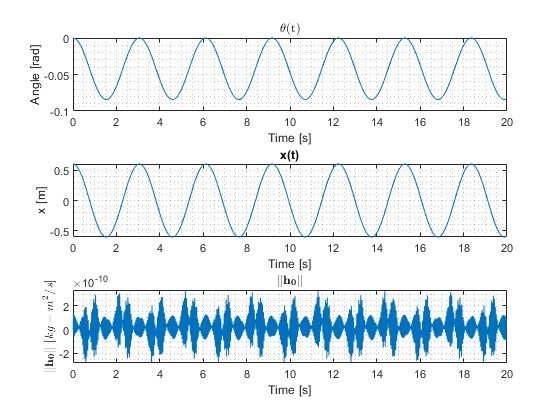 θ(t)
0
-0.05
-0.1
Angle [rad]
0 2 4 6 8 10 12 14 16 18 20
Time [s]
x(t)
0.5
0
-0.5
x [m]
0 2 4 6 8 10 12 14 16 18 20
Time [s]
||h₀||
×10⁻¹⁰
2
0
-2
||h₀|| [kg − m²/s]
0 2 4 6 8 10 12 14 16 18 20
Time [s]